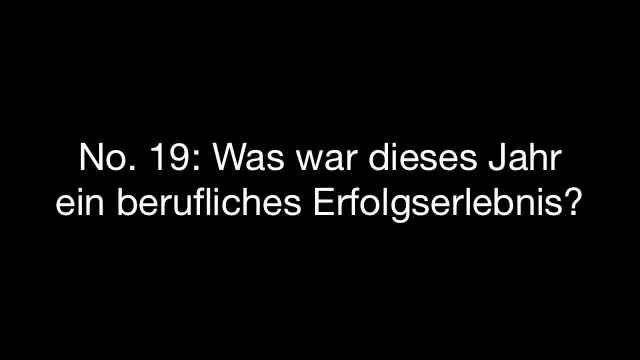 No. 19: Was war dieses Jahr
ein berufliches Erfolgserlebnis?